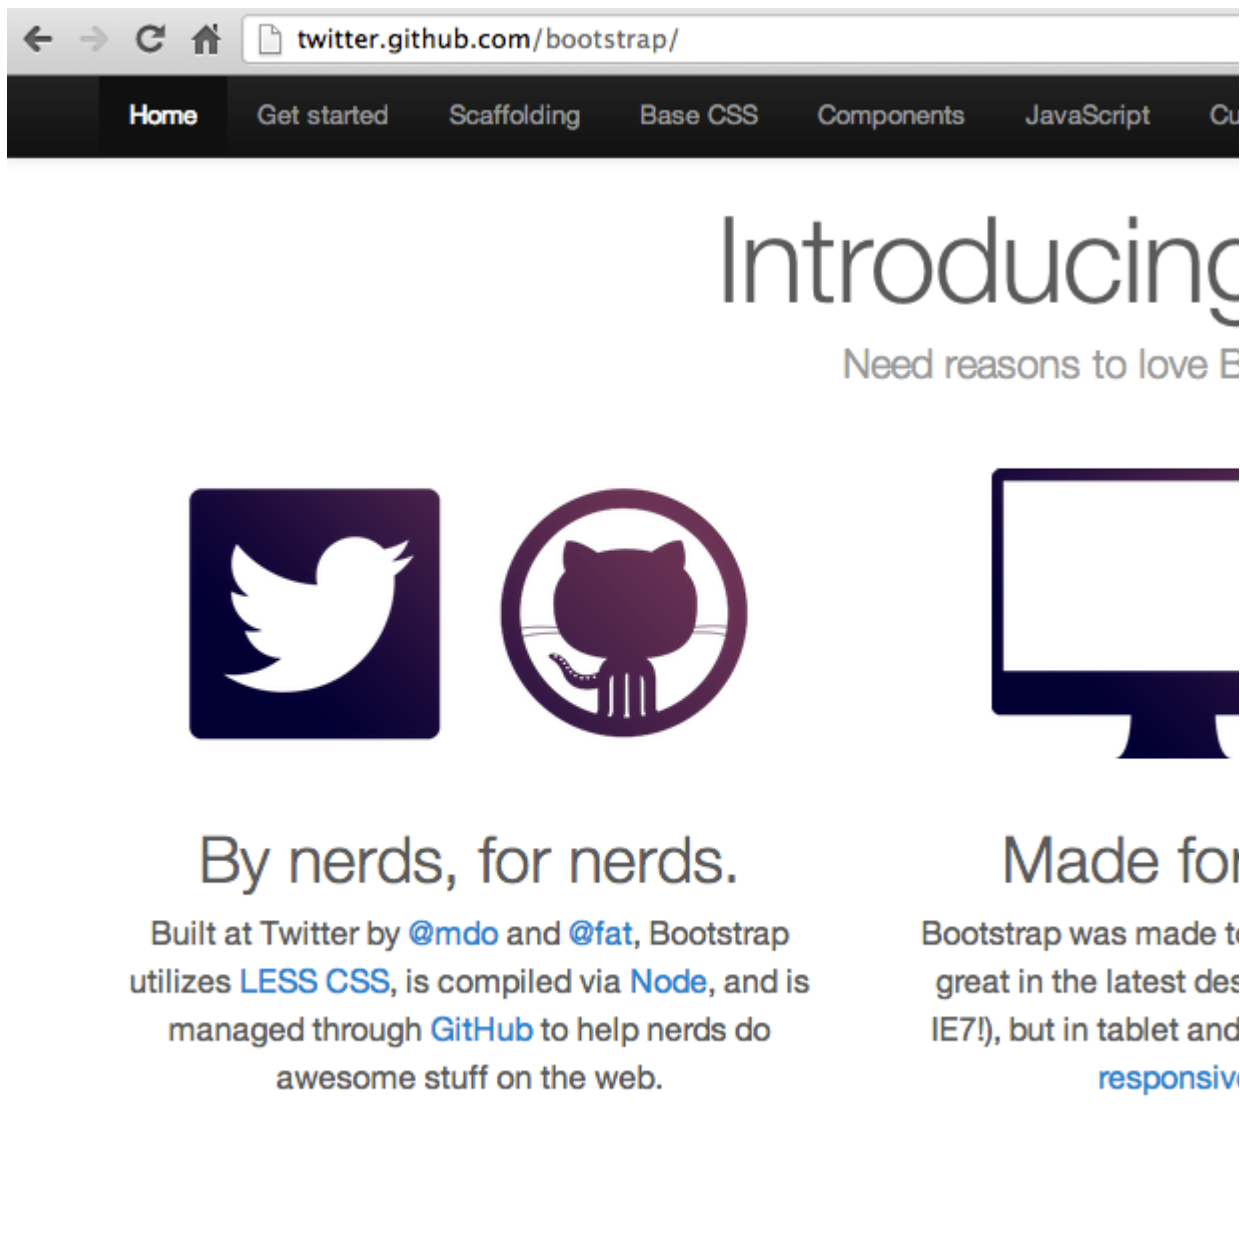 twitter.github.com/bootstrap/
Home Get started Scaffolding Base CSS Components JavaScript
Introducing
Need reasons to love
By nerds, for nerds.
Built at Twitter by @mdo and @fat, Bootstrap
utilizes LESS CSS, is compiled via Node, and is
managed through GitHub to help nerds do
awesome stuff on the web.
Made for
Bootstrap was made to
great in the latest
IE7!), but in tablet and